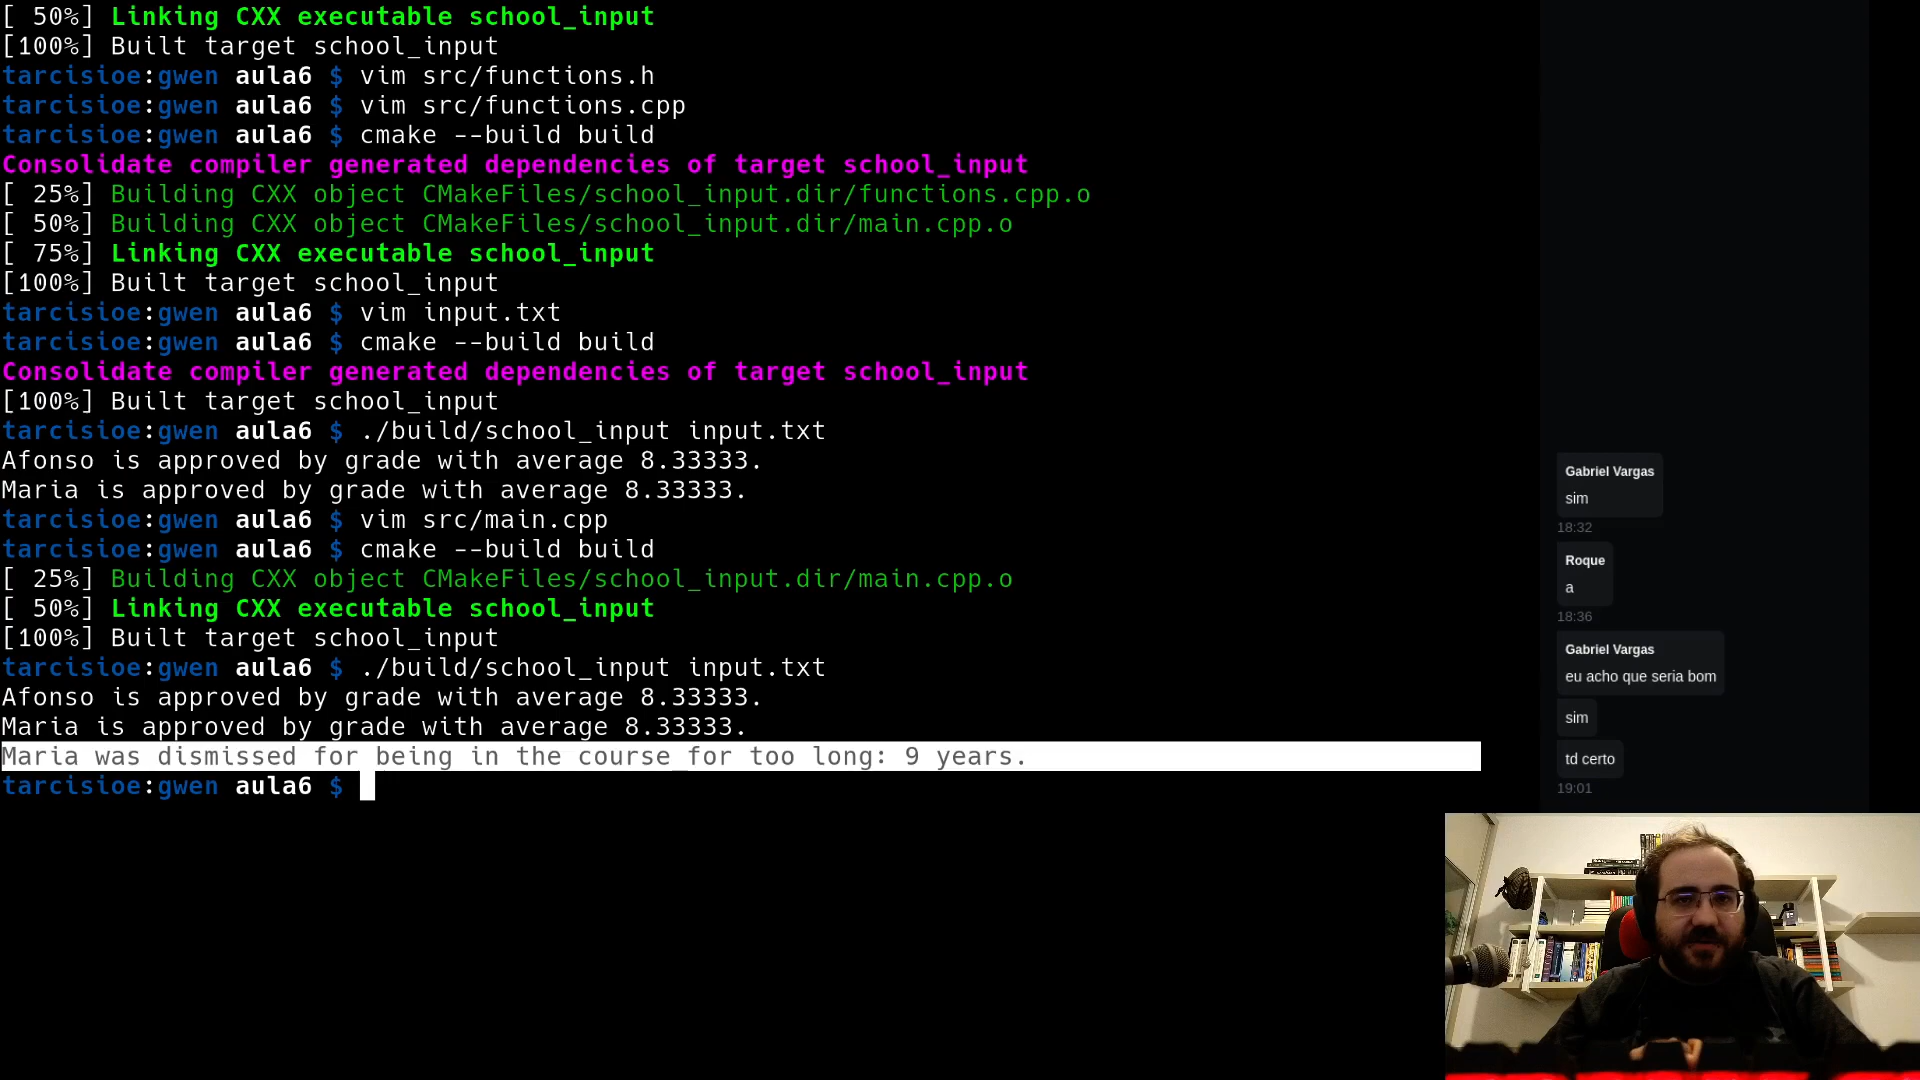 [ 50%] Linking CXX executable school_input
[100%] Built target school_input
tarcisioe:gwen aula6 $ vim src/functions.h
tarcisioe:gwen aula6 $ vim src/functions.cpp
tarcisioe:gwen aula6 $ cmake --build build
Consolidate compiler generated dependencies of target school_input
[ 25%] Building CXX object CMakeFiles/school_input.dir/functions.cpp.o
[ 50%] Building CXX object CMakeFiles/school_input.dir/main.cpp.o
[ 75%] Linking CXX executable school_input
[100%] Built target school_input
tarcisioe:gwen aula6 $ vim input.txt
tarcisioe:gwen aula6 $ cmake --build build
Consolidate compiler generated dependencies of target school_input
[100%] Built target school_input
tarcisioe:gwen aula6 $ ./build/school_input input.txt
Afonso is approved by grade with average 8.33333.
Maria is approved by grade with average 8.33333.
tarcisioe:gwen aula6 $ vim src/main.cpp
tarcisioe:gwen aula6 $ cmake --build build
[ 25%] Building CXX object CMakeFiles/school_input.dir/main.cpp.o
[ 50%] Linking CXX executable school_input
[100%] Built target school_input
tarcisioe:gwen aula6 $ ./build/school_input input.txt
Afonso is approved by grade with average 8.33333.
Maria is approved by grade with average 8.33333.
Maria was dismissed for being in the course for too long: 9 years.
tarcisioe:gwen aula6 $
Gabriel Vargas
sim
18:32
Roque
a
18:36
Gabriel Vargas
eu acho que seria bom
sim
td certo
19:01